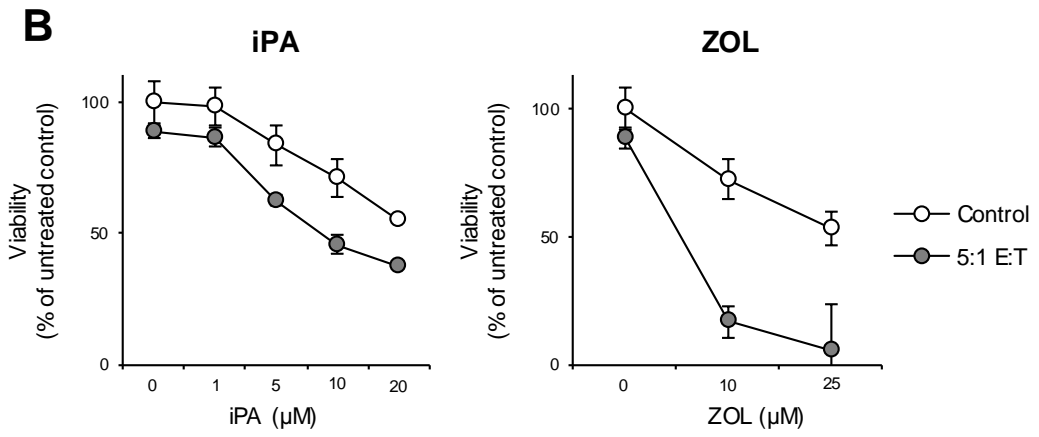 B
iPA
Viability
(% of untreated control)
100
50
0
0 1 5 10 20
iPA (µM)
ZOL
Viability
(% of untreated control)
100
50
0
0 10 25
ZOL (µM)
Control
5:1 E:T